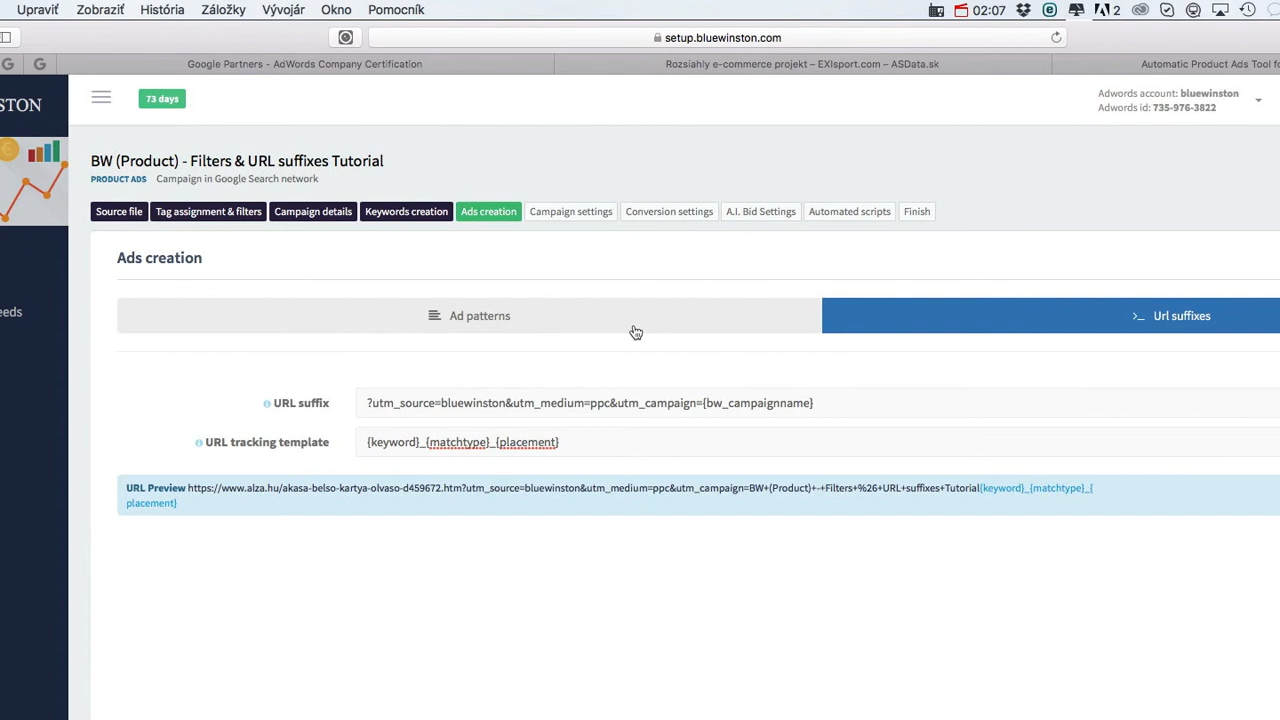 Upraviť Zobraziť História Záložky Vývojár Okno Pomocník 02:07 2
setup.bluewinston.com
Google Partners - AdWords Company Certification Rozsiahly e-commerce projekt – EXIsport.com – ASData.sk Automatic Product Ads Tool fo
STON 73 days Adwords account: bluewinston
Adwords id: 735-976-3822
BW (Product) - Filters & URL suffixes Tutorial
PRODUCT ADS Campaign in Google Search network
Source file Tag assignment & filters Campaign details Keywords creation Ads creation Campaign settings Conversion settings A.I. Bid Settings Automated scripts Finish
Ads creation
eeds
Ad patterns >_ Url suffixes
URL suffix ?utm_source=bluewinston&utm_medium=ppc&utm_campaign={bw_campaignname}
URL tracking template {keyword}_{matchtype}_{placement}
URL Preview https://www.alza.hu/akasa-belso-kartya-olvaso-d459672.htm?utm_source=bluewinston&utm_medium=ppc&utm_campaign=BW+(Product)+-+Filters+%26+URL+suffixes+Tutorial{keyword}_{matchtype}_{
placement}